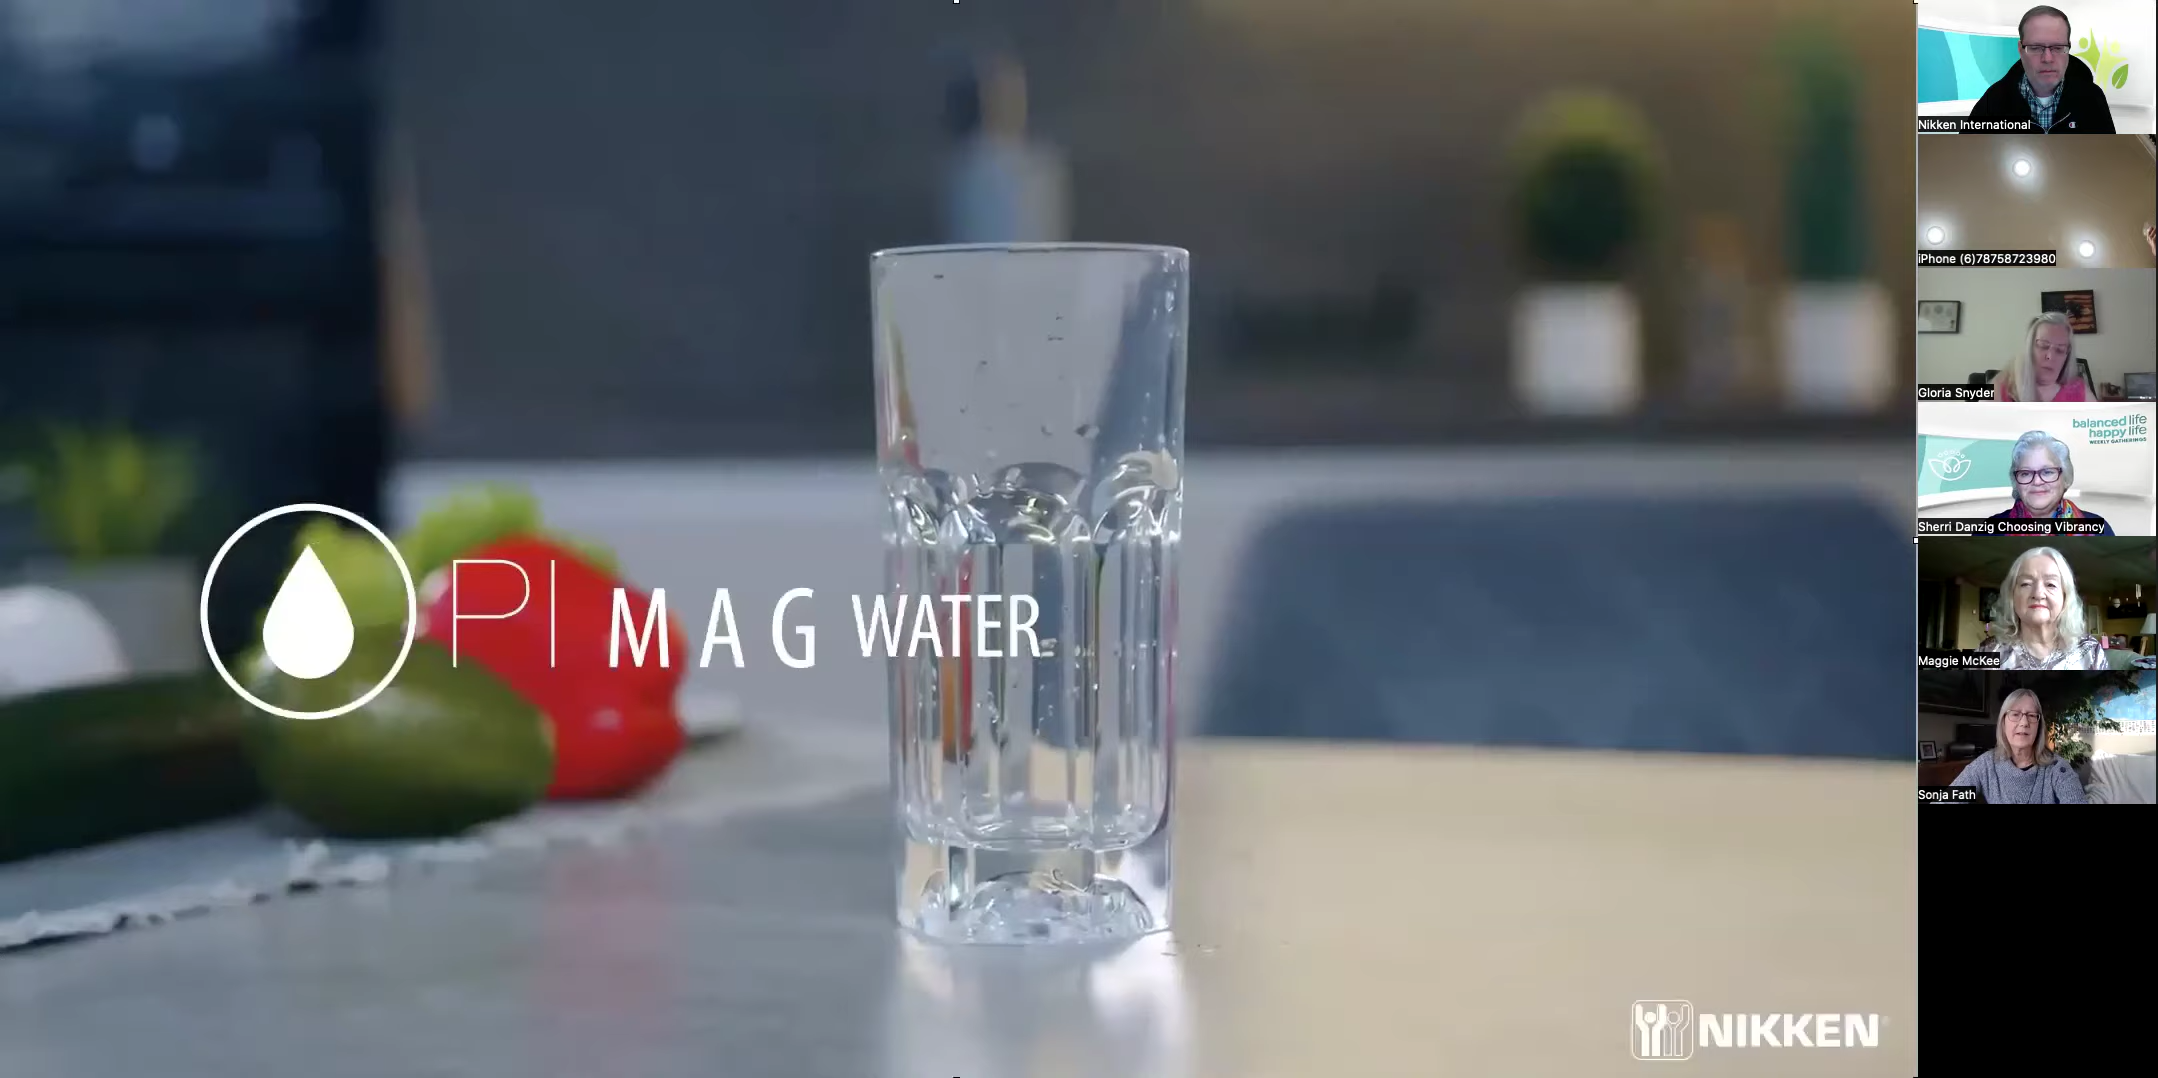 PI MAG WATER
NIKKEN
Nikken International
iPhone (6)78758723980
Gloria Snyder
balanced life
happy life
WEEKLY GATHERINGS
Sherri Danzig Choosing Vibrancy
Maggie McKee
Sonja Fath